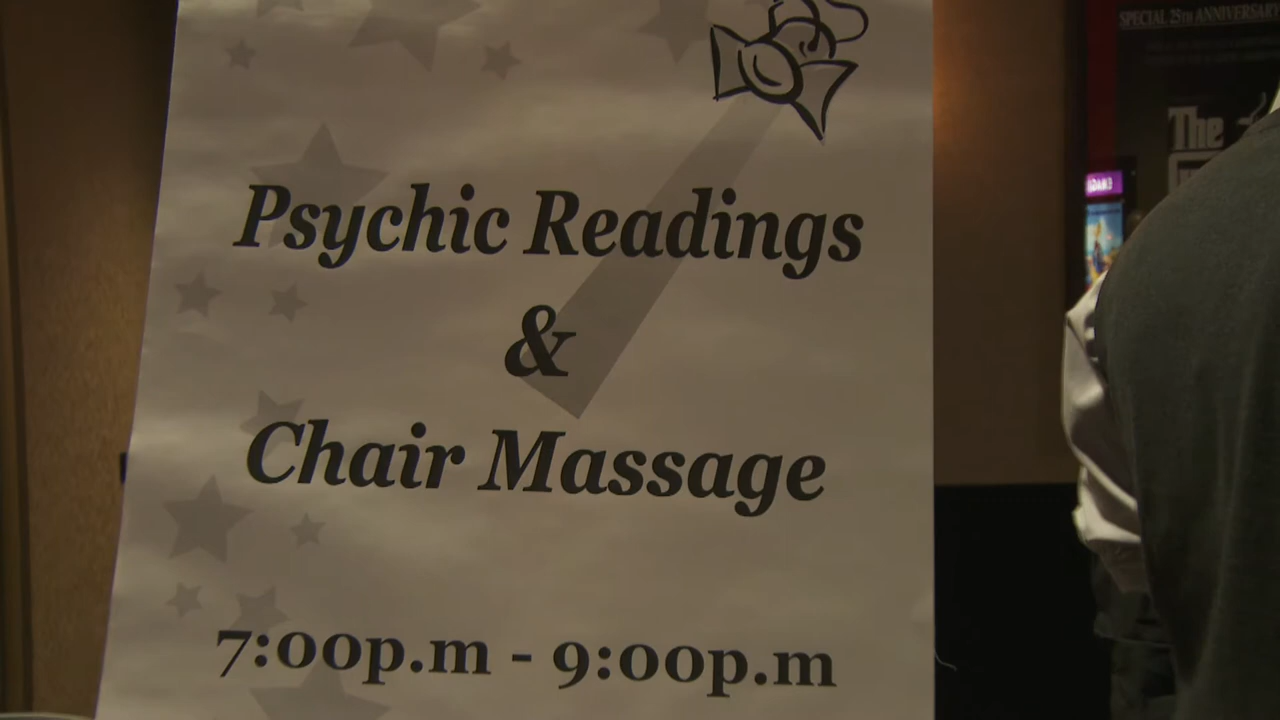 Psychic Readings
&
Chair Massage
7:00p.m - 9:00p.m
SPECIAL 25TH ANNIVERSARY
The